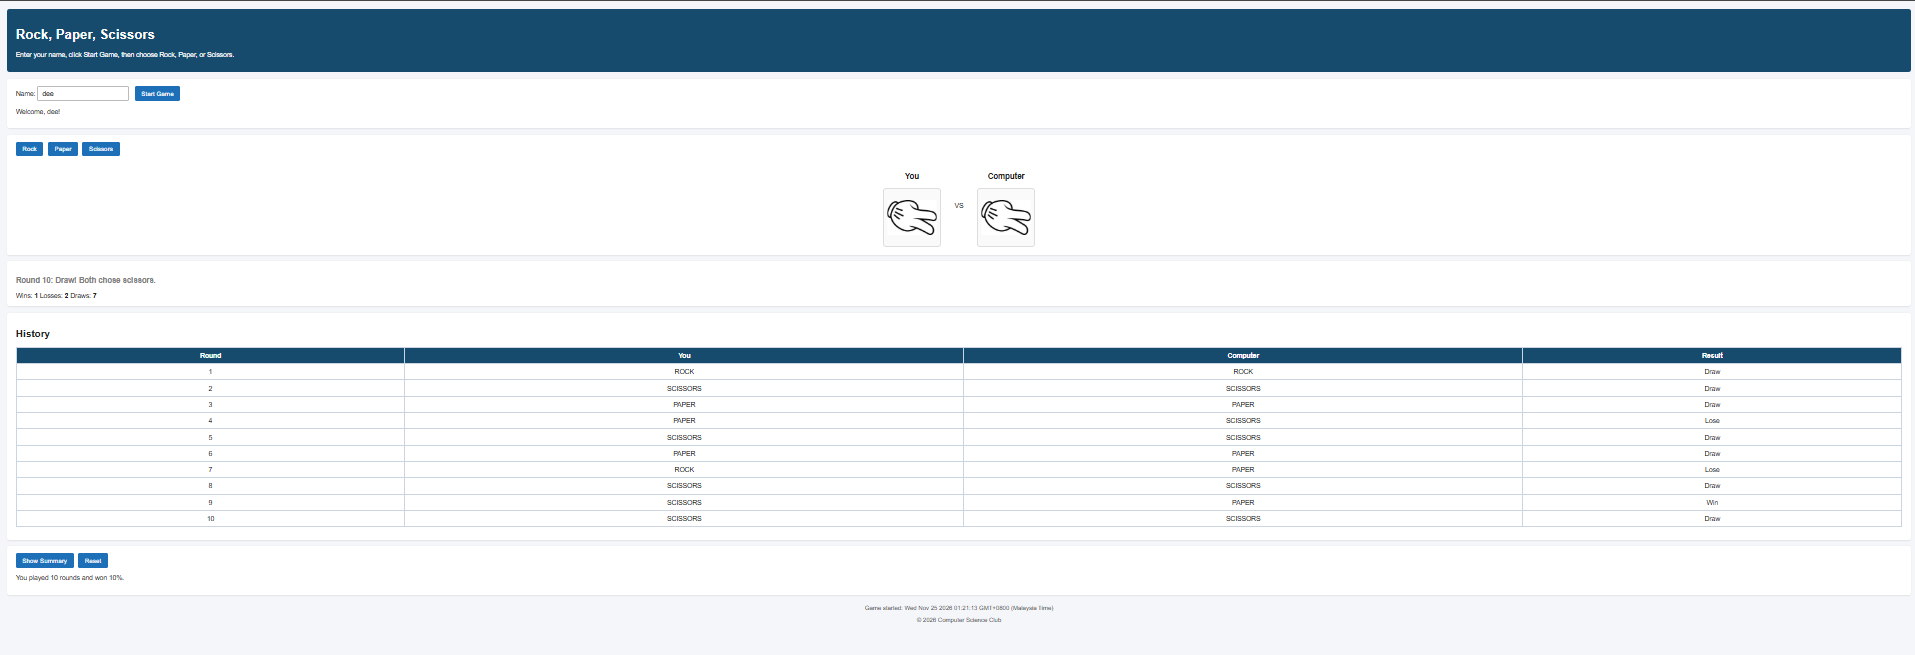 Rock, Paper, Scissors
Enter your name, click Start Game, then choose Rock, Paper, or Scissors.
Name: dee Start Game
Welcome, dee!
Rock Paper Scissors
You Computer
VS
Round 10: Draw! Both chose scissors.
Wins: 1 Losses: 2 Draws: 7
History
Round You Computer Result
1 ROCK ROCK Draw
2 SCISSORS SCISSORS Draw
3 PAPER PAPER Draw
4 PAPER SCISSORS Lose
5 SCISSORS SCISSORS Draw
6 PAPER PAPER Draw
7 ROCK PAPER Lose
8 SCISSORS SCISSORS Draw
9 SCISSORS PAPER Win
10 SCISSORS SCISSORS Draw
Show Summary Reset
You played 10 rounds and won 10%.
Game started: Wed Nov 25 2026 01:21:13 GMT+0800 (Malaysia Time)
© 2026 Computer Science Club